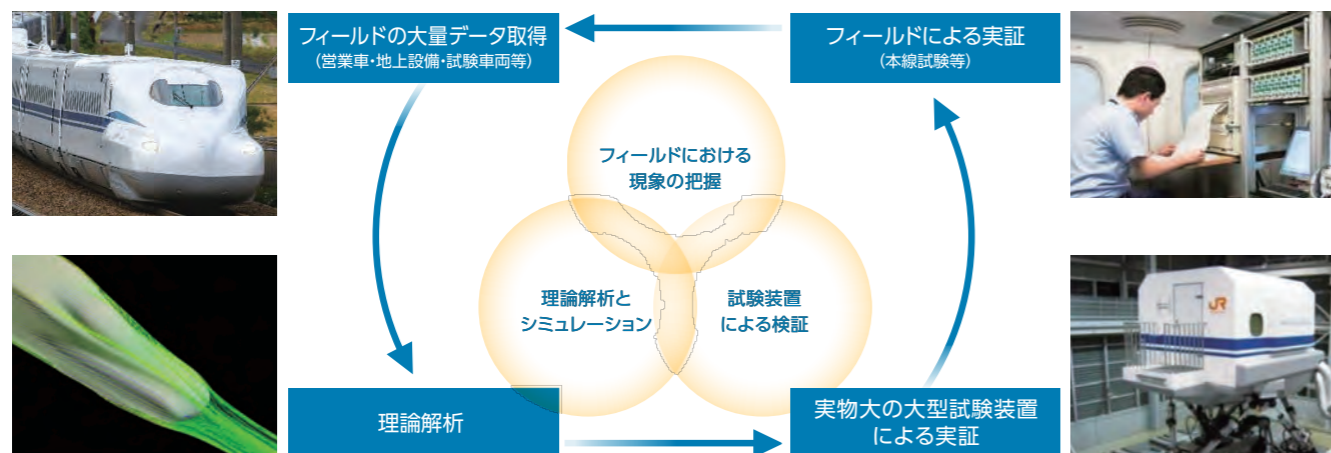 フィールドの大量データ取得
（営業車・地上設備・試験車両等）
フィールドによる実証
（本線試験等）
フィールドにおける
現象の把握
理論解析と
シミュレーション
試験装置
による検証
JR
理論解析
実物大の大型試験装置
による実証